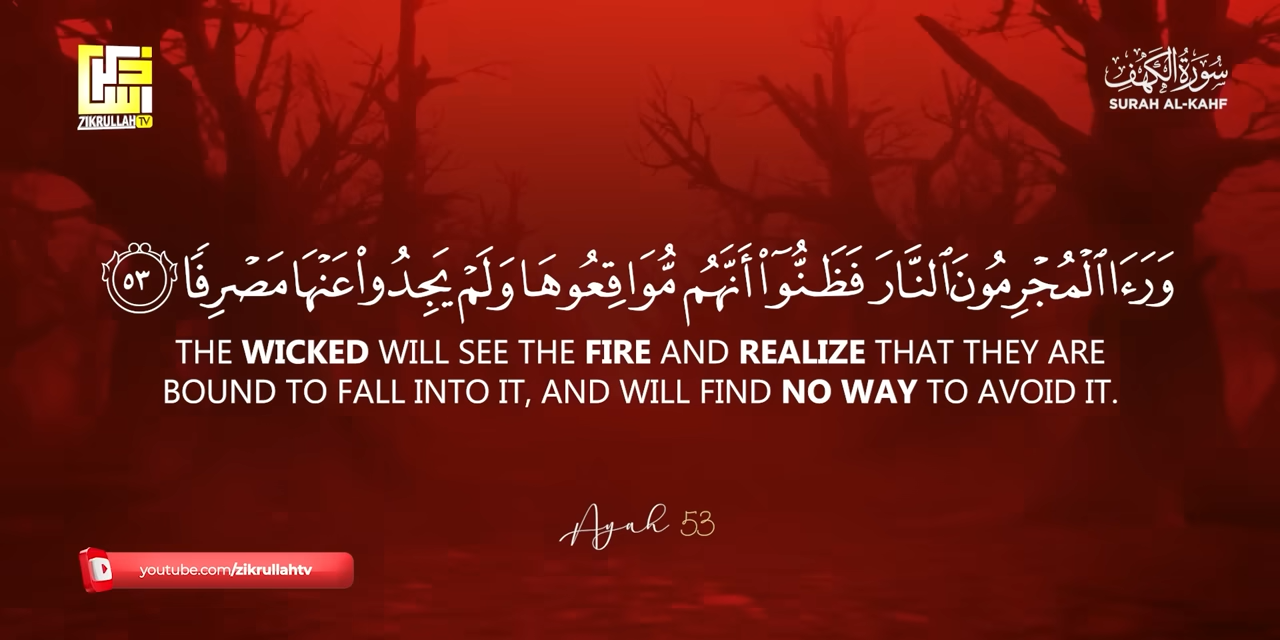 ذكر الله
ZIKRULLAH TV
سُورَةُ الكَهْفِ
SURAH AL-KAHF
وَرَءَا ٱلْمُجْرِمُونَ ٱلنَّارَ فَظَنُّوٓا۟ أَنَّهُم مُّوَاقِعُوهَا وَلَمْ يَجِدُوا۟ عَنْهَا مَصْرِفًا ٥٣
THE WICKED WILL SEE THE FIRE AND REALIZE THAT THEY ARE
BOUND TO FALL INTO IT, AND WILL FIND NO WAY TO AVOID IT.
Ayah 53
youtube.com/zikrullahtv